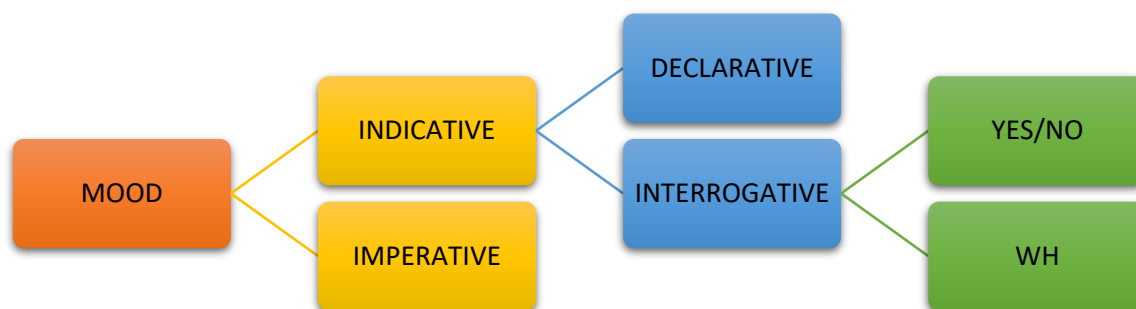 MOOD
INDICATIVE
IMPERATIVE
DECLARATIVE
INTERROGATIVE
YES/NO
WH